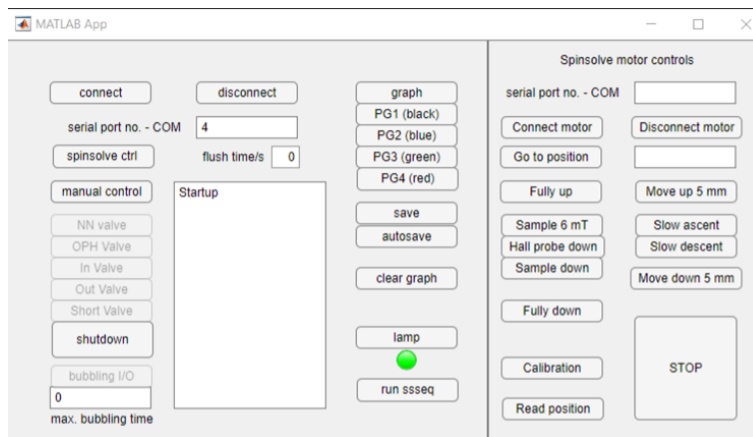 MATLAB App
Spinsolve motor controls
connect
disconnect
graph
serial port no. - COM
PG1 (black)
serial port no. - COM 4
PG2 (blue)
Connect motor
Disconnect motor
spinsolve ctrl
flush time/s 0
PG3 (green)
Go to position
PG4 (red)
manual control
Startup
Fully up
Move up 5 mm
save
NN valve
Sample 6 mT
Slow ascent
autosave
OPH Valve
Hall probe down
Slow descent
In Valve
Sample down
clear graph
Move down 5 mm
Out Valve
Short Valve
Fully down
shutdown
lamp
bubbling I/O
Calibration
STOP
run ssseq
0
Read position
max. bubbling time